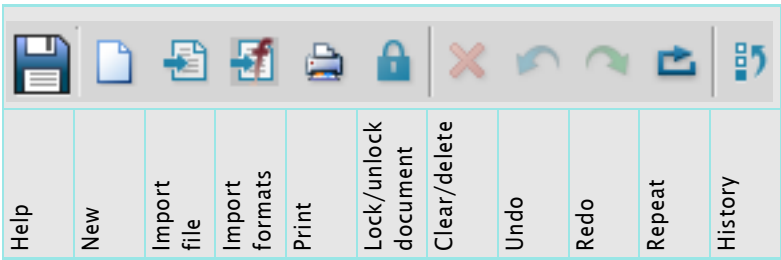 Help
New
Import
file
Import
formats
Print
Lock/unlock
document
Clear/delete
Undo
Redo
Repeat
History